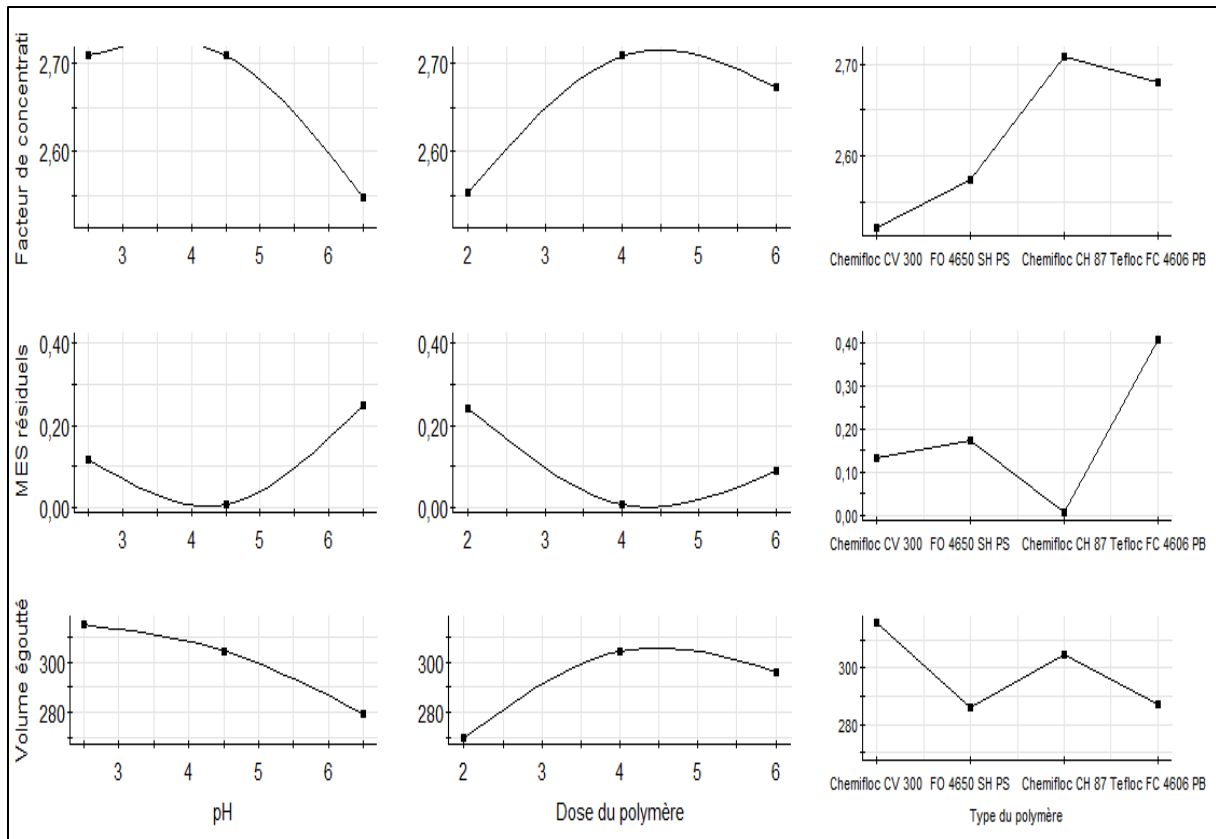 Facteur de concentrati
2,70
2,60
3 4 5 6
2,70
2,60
2 3 4 5 6
2,70
2,60
Chemifloc CV 300 FO 4650 SH PS Chemifloc CH 87 Tefloc FC 4606 PB
MES résiduels
0,40
0,20
0,00
3 4 5 6
0,40
0,20
0,00
2 3 4 5 6
0,40
0,30
0,20
0,10
0,00
Chemifloc CV 300 FO 4650 SH PS Chemifloc CH 87 Tefloc FC 4606 PB
Volume égoutté
300
280
3 4 5 6
pH
300
280
2 3 4 5 6
Dose du polymère
300
280
Chemifloc CV 300 FO 4650 SH PS Chemifloc CH 87 Tefloc FC 4606 PB
Type du polymère